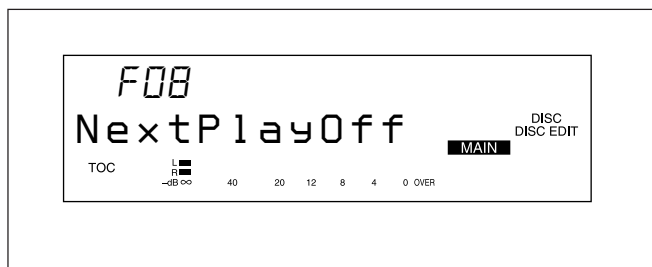 F08
NextPlayOff
DISC
DISC EDIT
MAIN
TOC
L
R
-dB ∞ 40 20 12 8 4 0 OVER